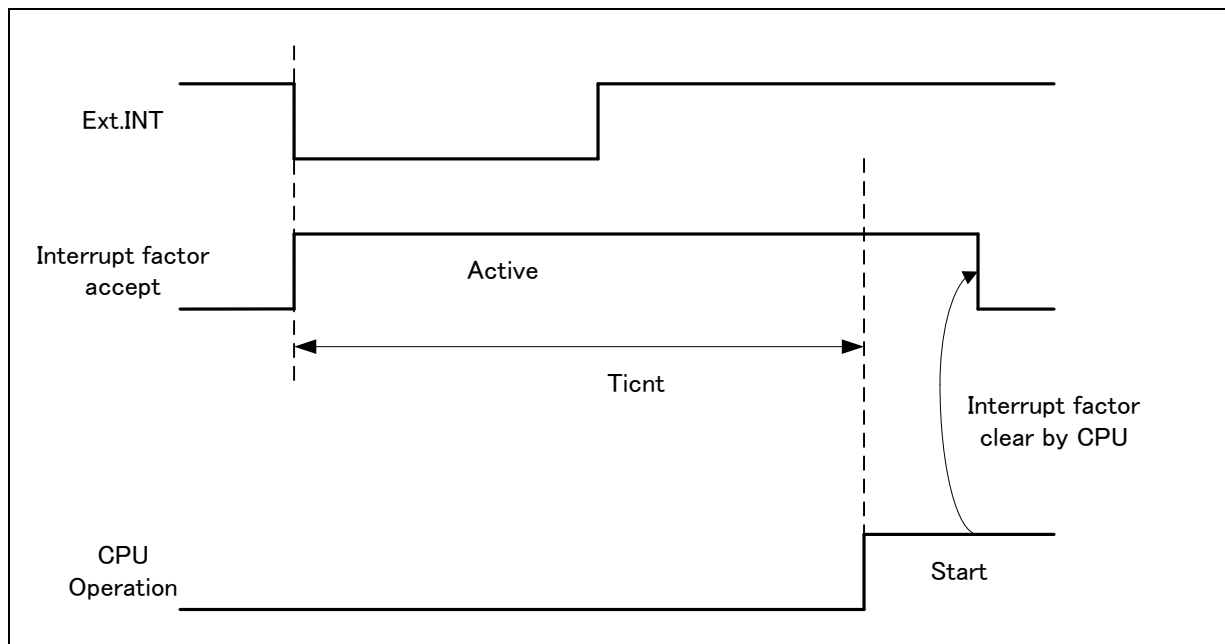 Ext.INT
Interrupt factor
accept
Active
Ticnt
Interrupt factor
clear by CPU
CPU
Operation
Start